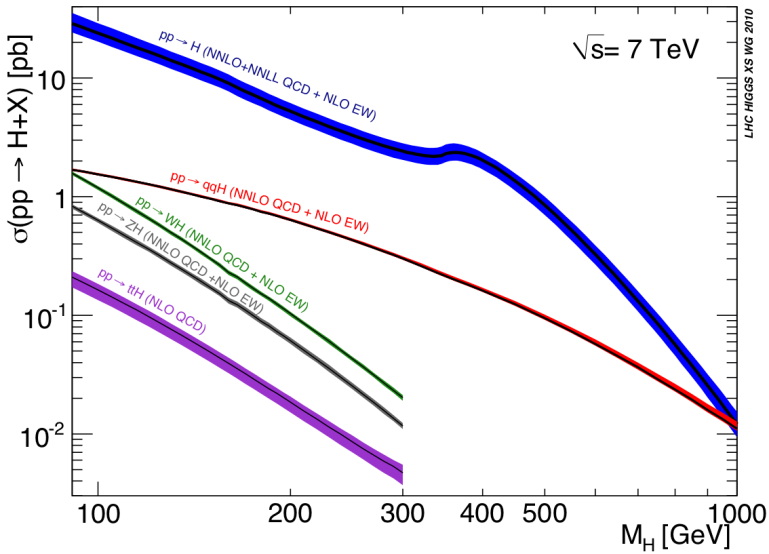 σ(pp → H+X) [pb]
√s= 7 TeV
LHC HIGGS XS WG 2010
pp→H (NNLO+NNLL QCD + NLO EW)
pp→qqH (NNLO QCD + NLO EW)
pp→WH (NNLO QCD + NLO EW)
pp→ZH (NNLO QCD +NLO EW)
pp→ttH (NLO QCD)
10
1
10⁻¹
10⁻²
100 200 300 400 500 1000
M_H [GeV]